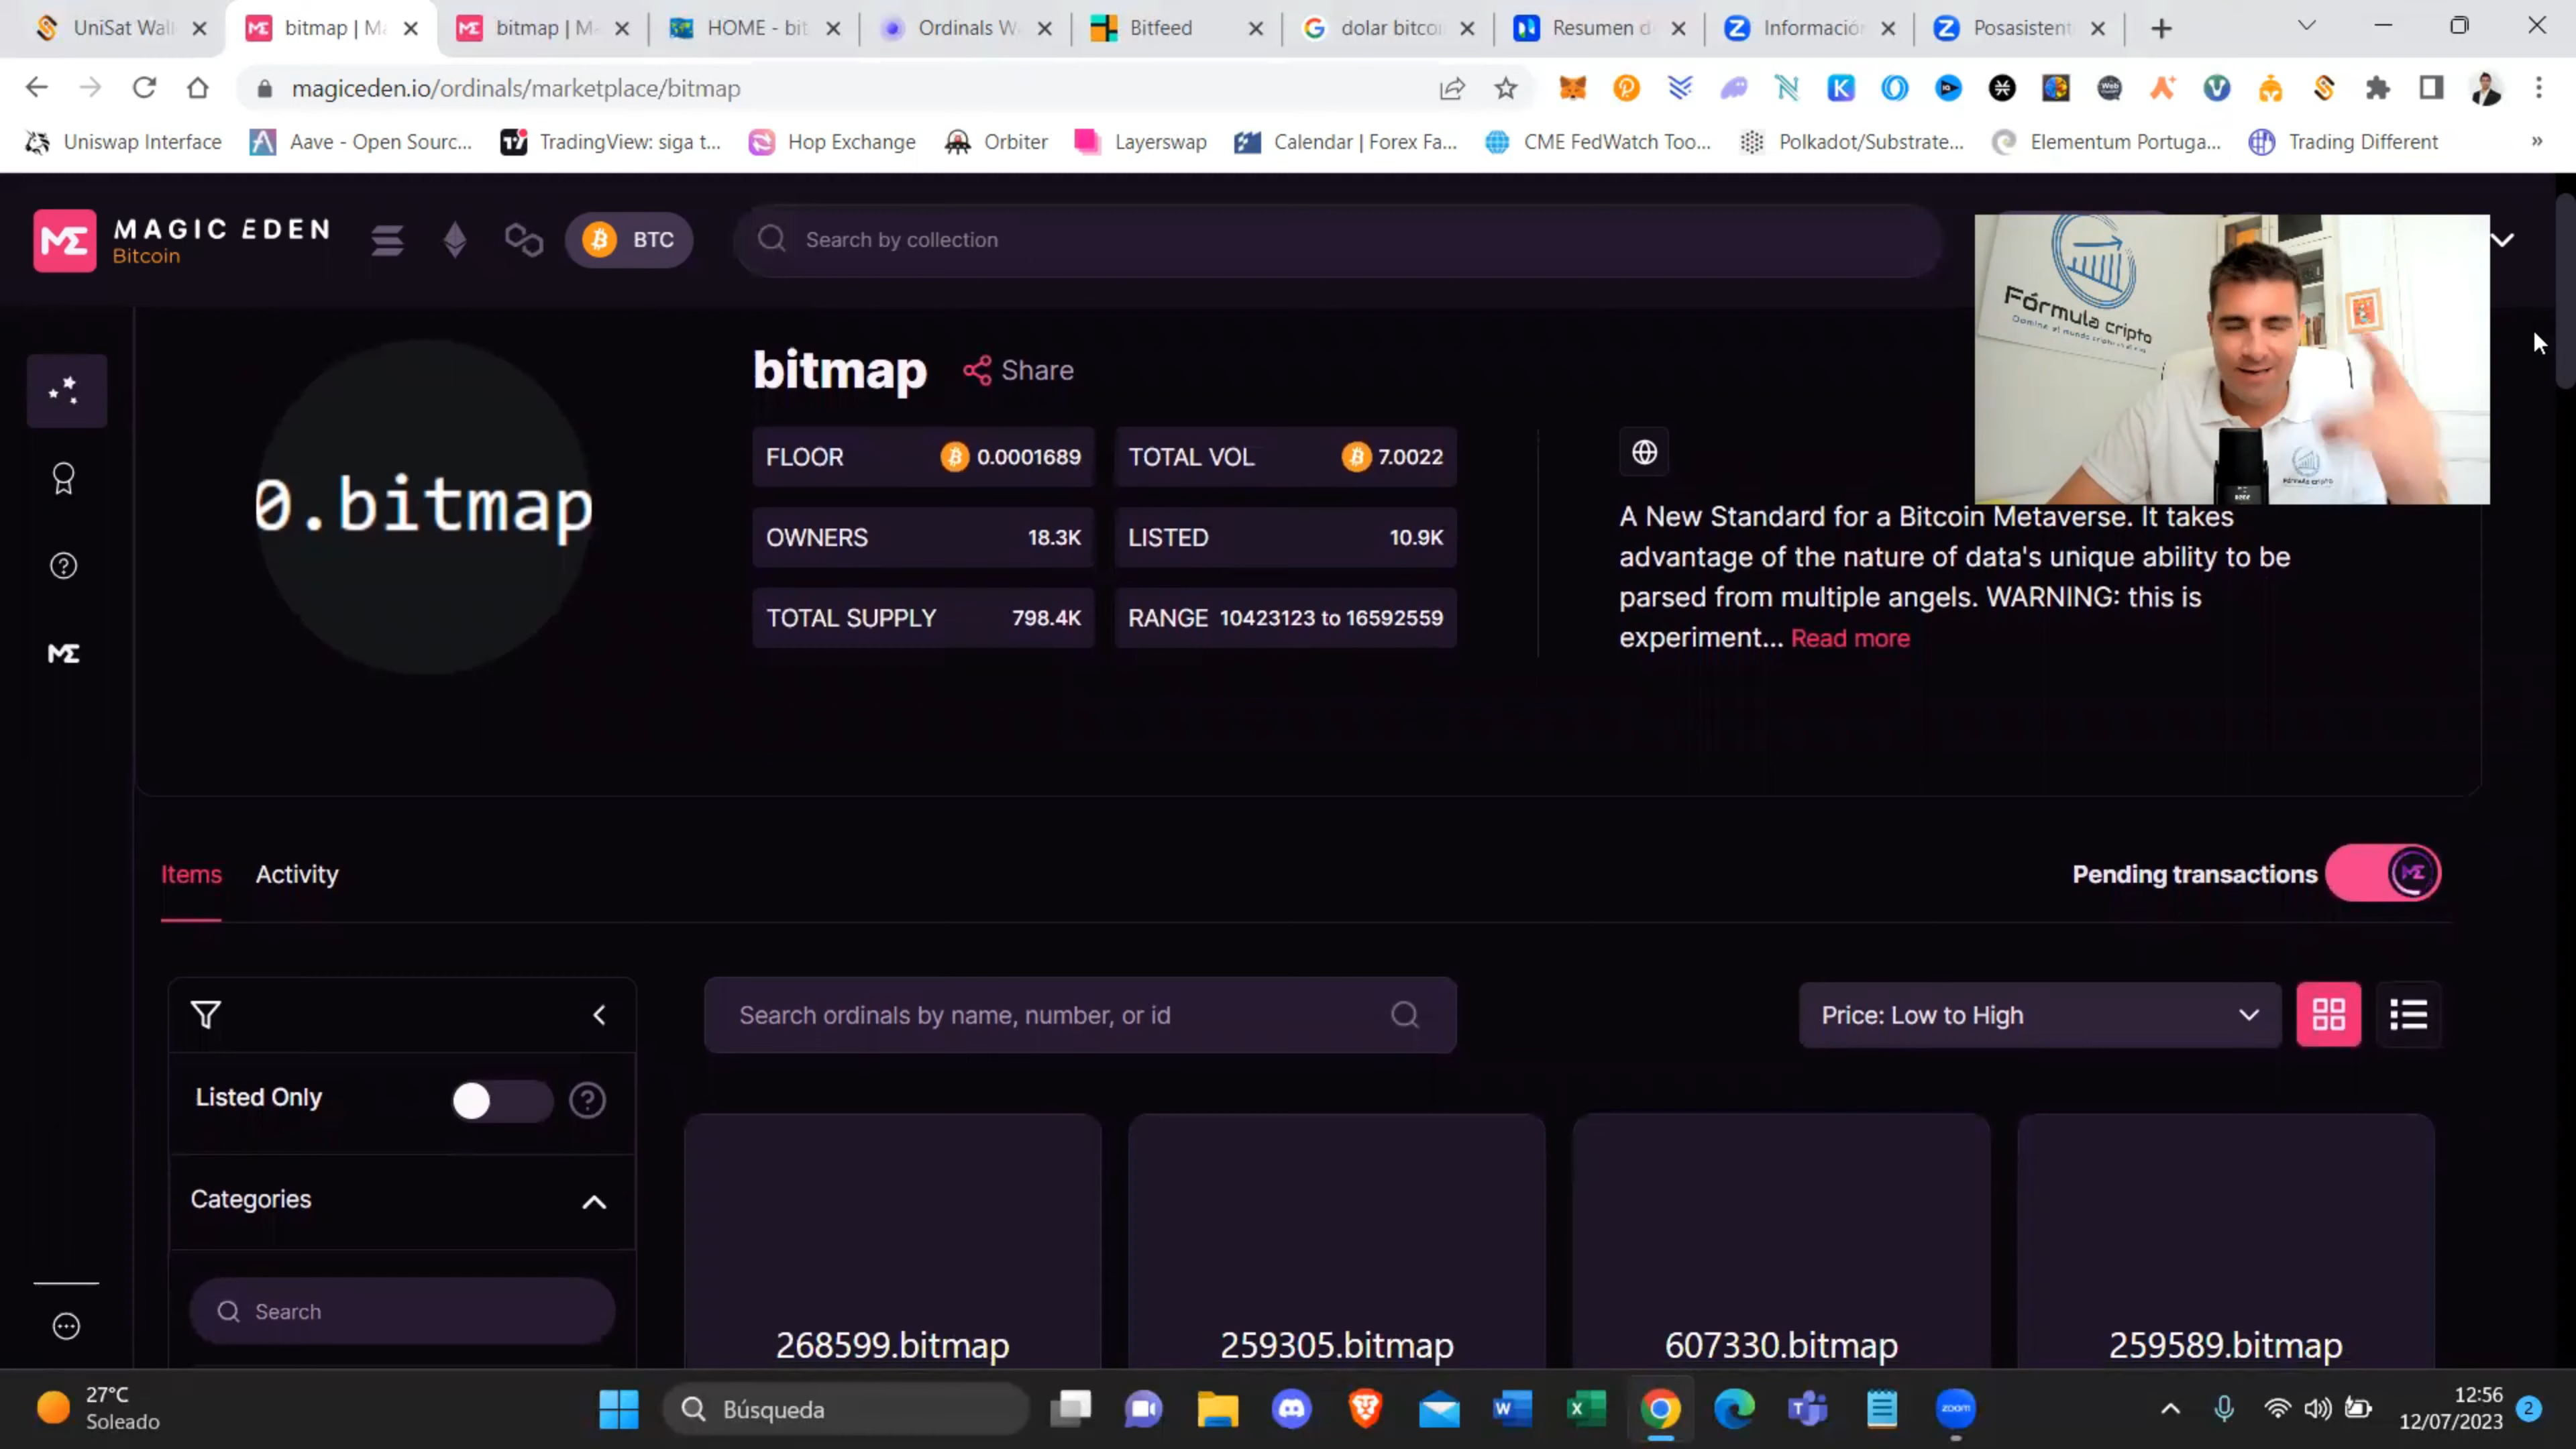 UniSat Wall
bitmap | Ma
bitmap | Ma
HOME - bit
Ordinals W
Bitfeed
dolar bitcoi
Resumen d
Informació
Posasistent
magiceden.io/ordinals/marketplace/bitmap
Uniswap Interface
Aave - Open Sourc...
TradingView: siga t...
Hop Exchange
Orbiter
Layerswap
Calendar | Forex Fa...
CME FedWatch Too...
Polkadot/Substrate...
Elementum Portuga...
Trading Different
»
MAGIC EDEN
Bitcoin
BTC
Search by collection
Fórmula cripto
bitmap
Share
0.bitmap
FLOOR 0.0001689
TOTAL VOL 7.0022
OWNERS 18.3K
LISTED 10.9K
TOTAL SUPPLY 798.4K
RANGE 10423123 to 16592559
A New Standard for a Bitcoin Metaverse. It takes
advantage of the nature of data's unique ability to be
parsed from multiple angels. WARNING: this is
experiment... Read more
Items
Activity
Pending transactions
Search ordinals by name, number, or id
Price: Low to High
Listed Only
Categories
Search
268599.bitmap
259305.bitmap
607330.bitmap
259589.bitmap
27°C
Soleado
Búsqueda
zoom
12:56
12/07/2023
2